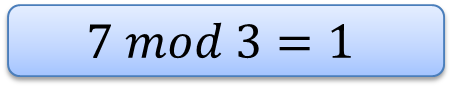 7 mod 3 = 1